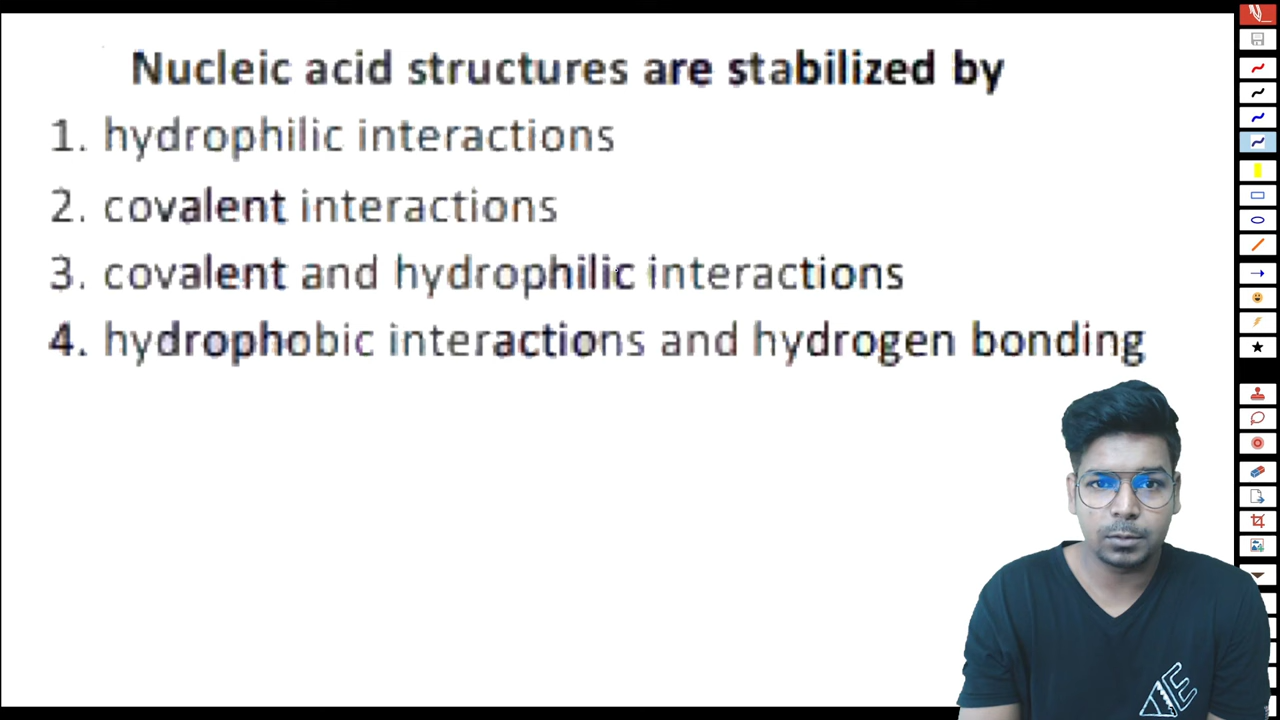 Nucleic acid structures are stabilized by
1. hydrophilic interactions
2. covalent interactions
3. covalent and hydrophilic interactions
4. hydrophobic interactions and hydrogen bonding